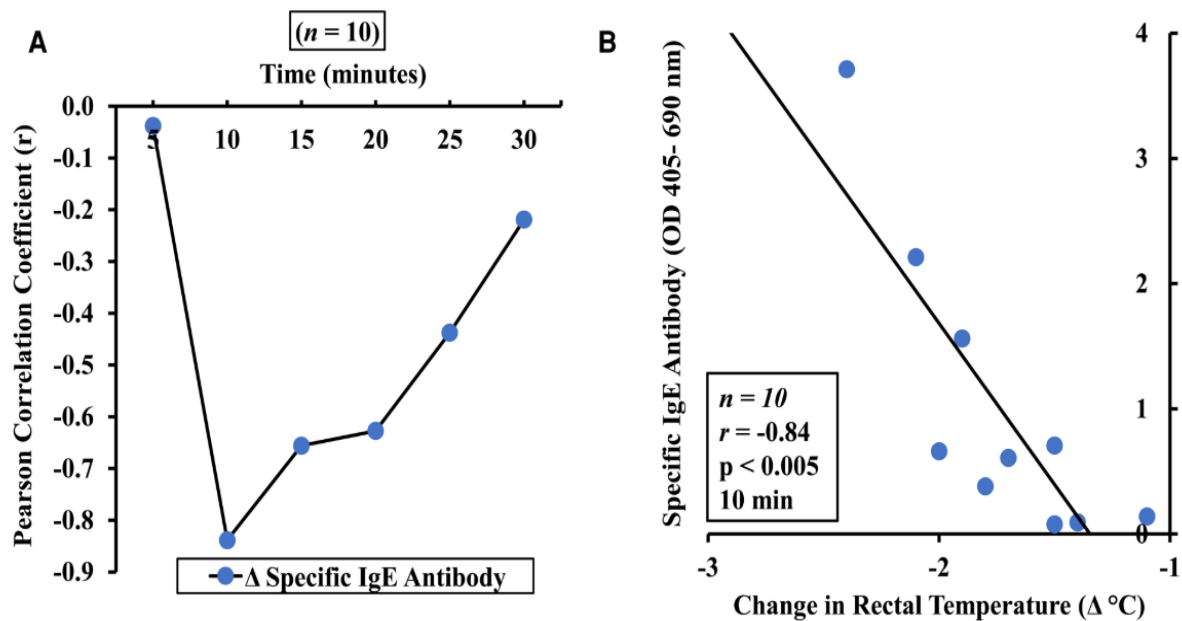 A
(n = 10)
Time (minutes)
0.0
5 10 15 20 25 30
-0.1
-0.2
-0.3
-0.4
-0.5
-0.6
-0.7
-0.8
-0.9
Pearson Correlation Coefficient (r)
Δ Specific IgE Antibody
B
Specific IgE Antibody (OD 405- 690 nm)
4
3
2
1
0
n = 10
r = -0.84
p < 0.005
10 min
-3 -2 -1
Change in Rectal Temperature (Δ °C)